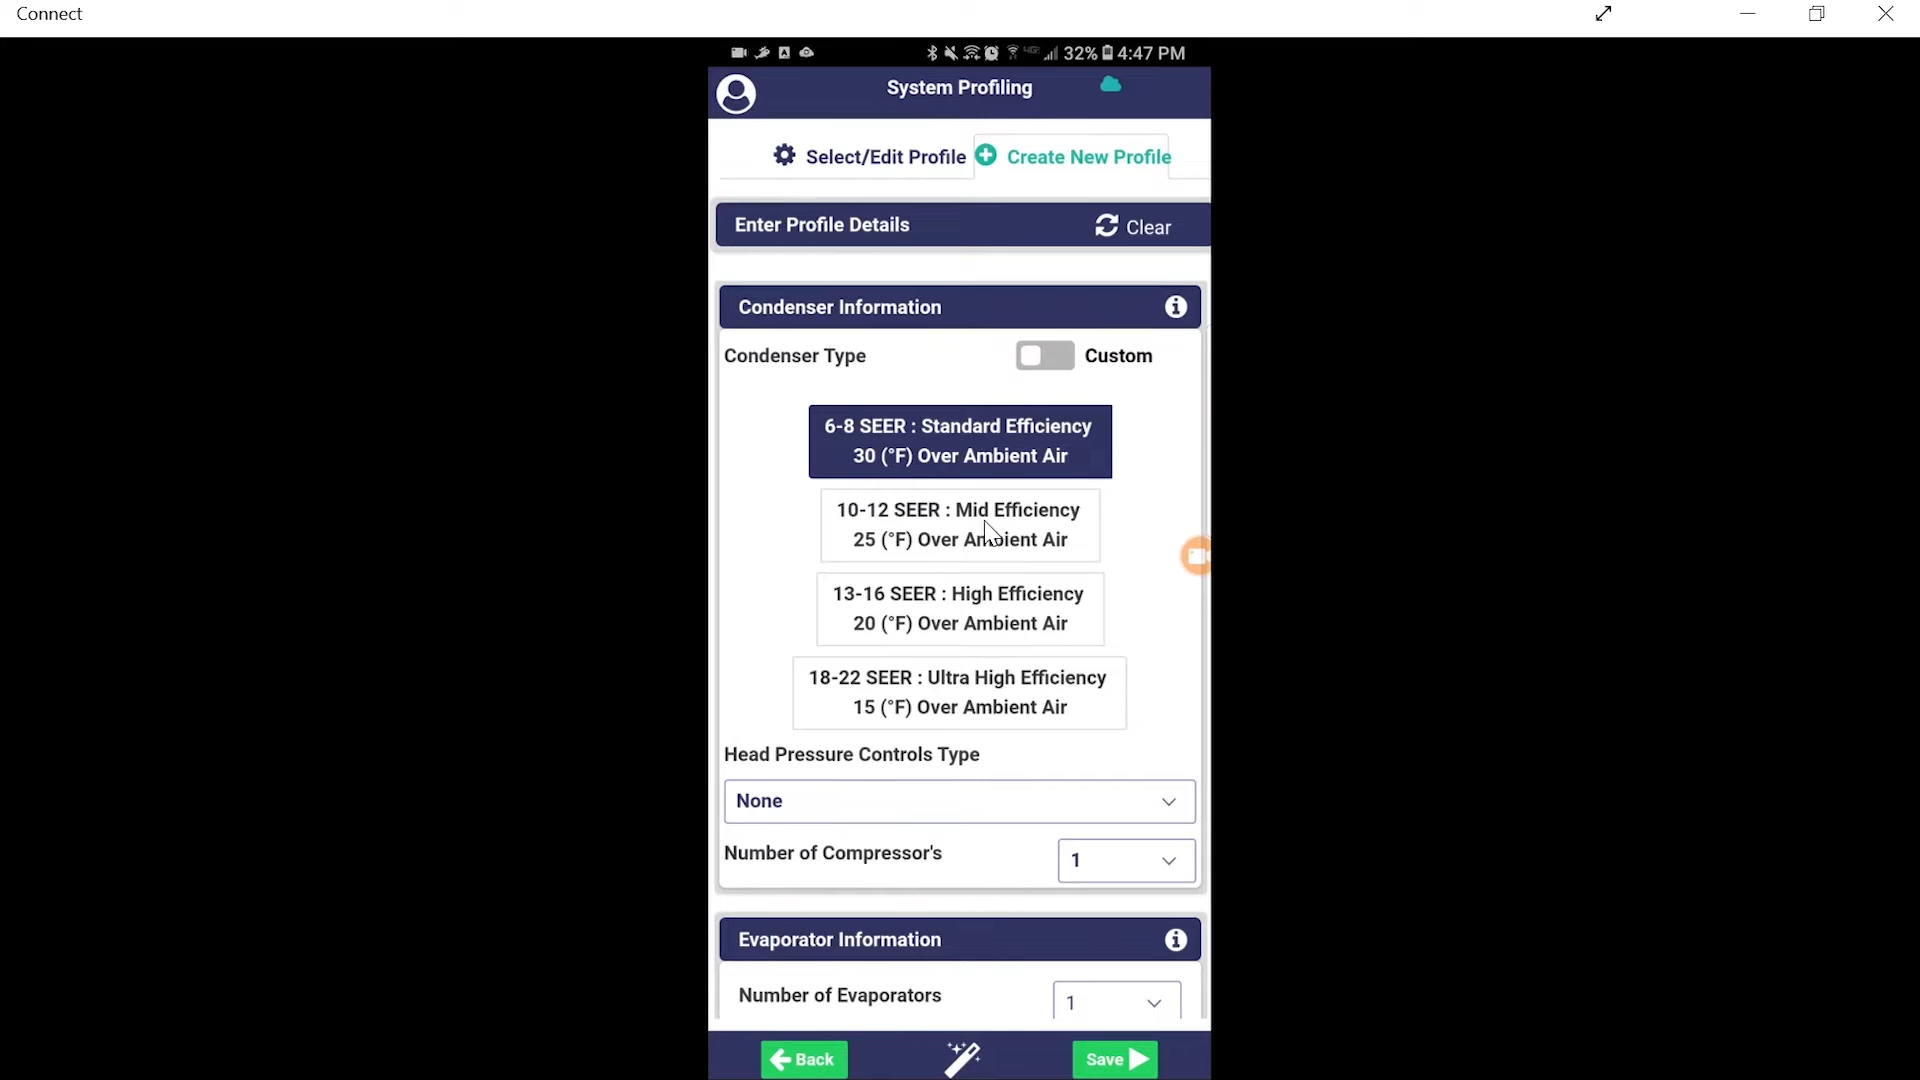 Connect
32% 4:47 PM
System Profiling
Select/Edit Profile
Create New Profile
Enter Profile Details
Clear
Condenser Information
Condenser Type
Custom
6-8 SEER : Standard Efficiency
30 (°F) Over Ambient Air
10-12 SEER : Mid Efficiency
25 (°F) Over Ambient Air
13-16 SEER : High Efficiency
20 (°F) Over Ambient Air
18-22 SEER : Ultra High Efficiency
15 (°F) Over Ambient Air
Head Pressure Controls Type
None
Number of Compressor's
1
Evaporator Information
Number of Evaporators
1
Back
Save